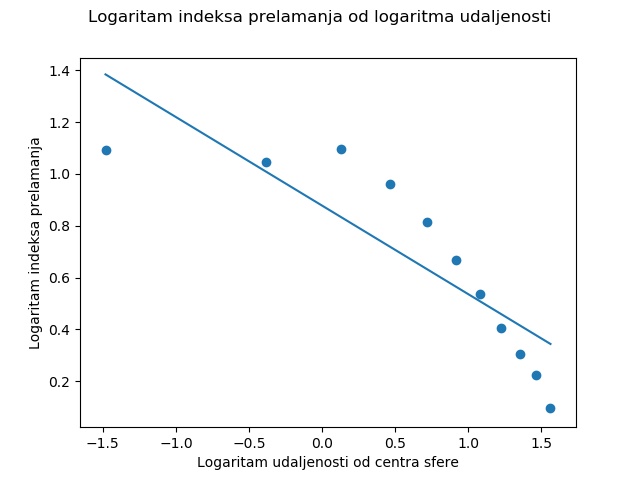 Logaritam indeksa prelamanja od logaritma udaljenosti
1.4
1.2
1.0
0.8
0.6
0.4
0.2
Logaritam indeksa prelamanja
−1.5 −1.0 −0.5 0.0 0.5 1.0 1.5
Logaritam udaljenosti od centra sfere